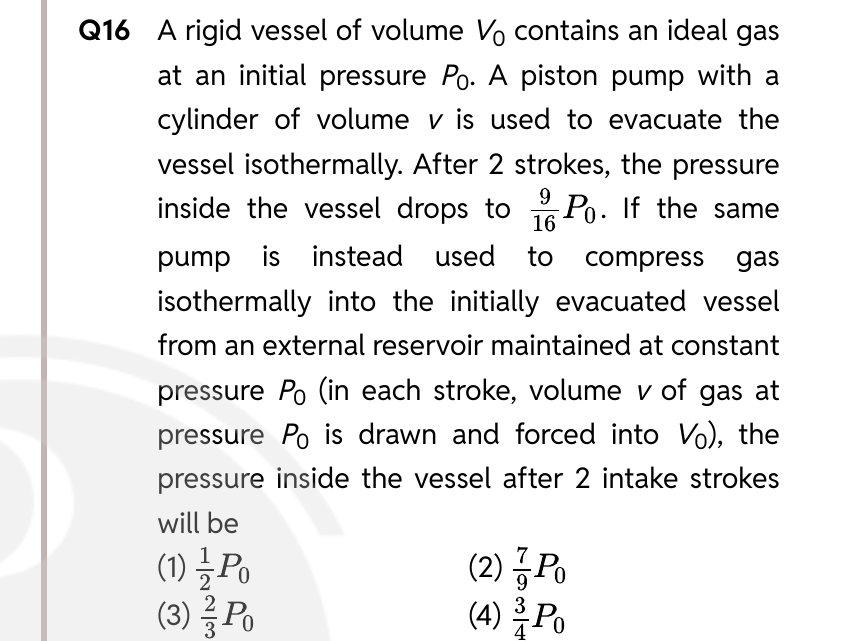 Q16 A rigid vessel of volume V₀ contains an ideal gas
at an initial pressure P₀. A piston pump with a
cylinder of volume v is used to evacuate the
vessel isothermally. After 2 strokes, the pressure
inside the vessel drops to 9/16 P₀. If the same
pump is instead used to compress gas
isothermally into the initially evacuated vessel
from an external reservoir maintained at constant
pressure P₀ (in each stroke, volume v of gas at
pressure P₀ is drawn and forced into V₀), the
pressure inside the vessel after 2 intake strokes
will be
(1) 1/2 P₀ (2) 7/9 P₀
(3) 2/3 P₀ (4) 3/4 P₀